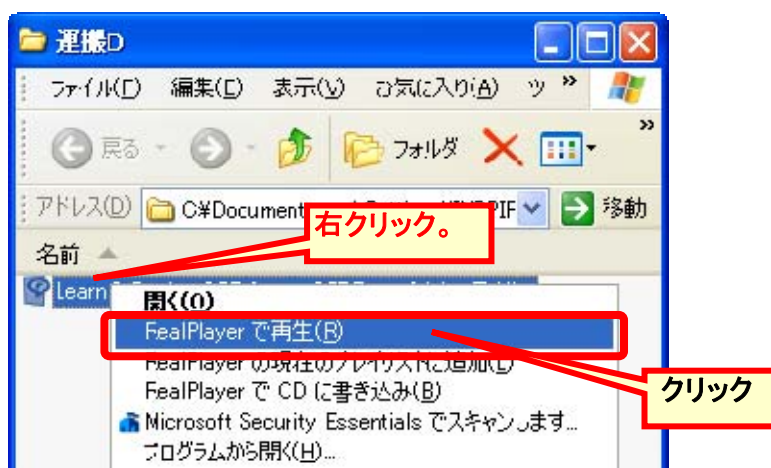 運搬D
ファイル(F) 編集(E) 表示(V) お気に入り(A) ツ »
戻る フォルダ »
アドレス(D) C¥Document 移動
右クリック。
名前
Learn
開く(O)
RealPlayer で再生(R)
RealPlayer の現在のプレイリストに追加(L)
RealPlayer で CD に書き込み(B)
クリック
Microsoft Security Essentials でスキャンします...
プログラムから開く(H)...